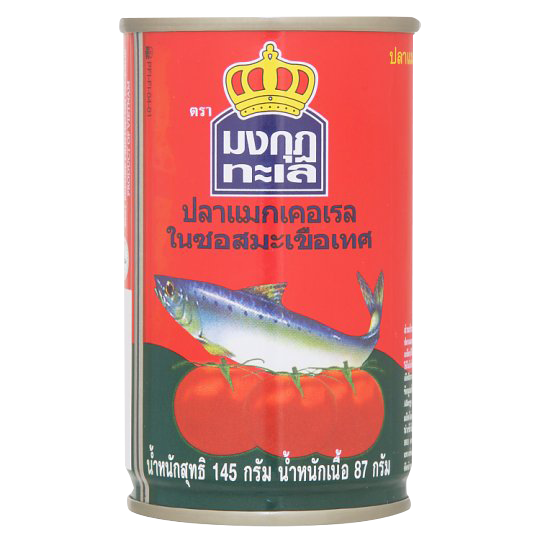 ตรา
มงกุฎ
ทะเล
ปลาแมกเคอเรล
ในซอสมะเขือเทศ
น้ำหนักสุทธิ 145 กรัม น้ำหนักเนื้อ 87 กรัม
PRODUCT OF VIETNAM